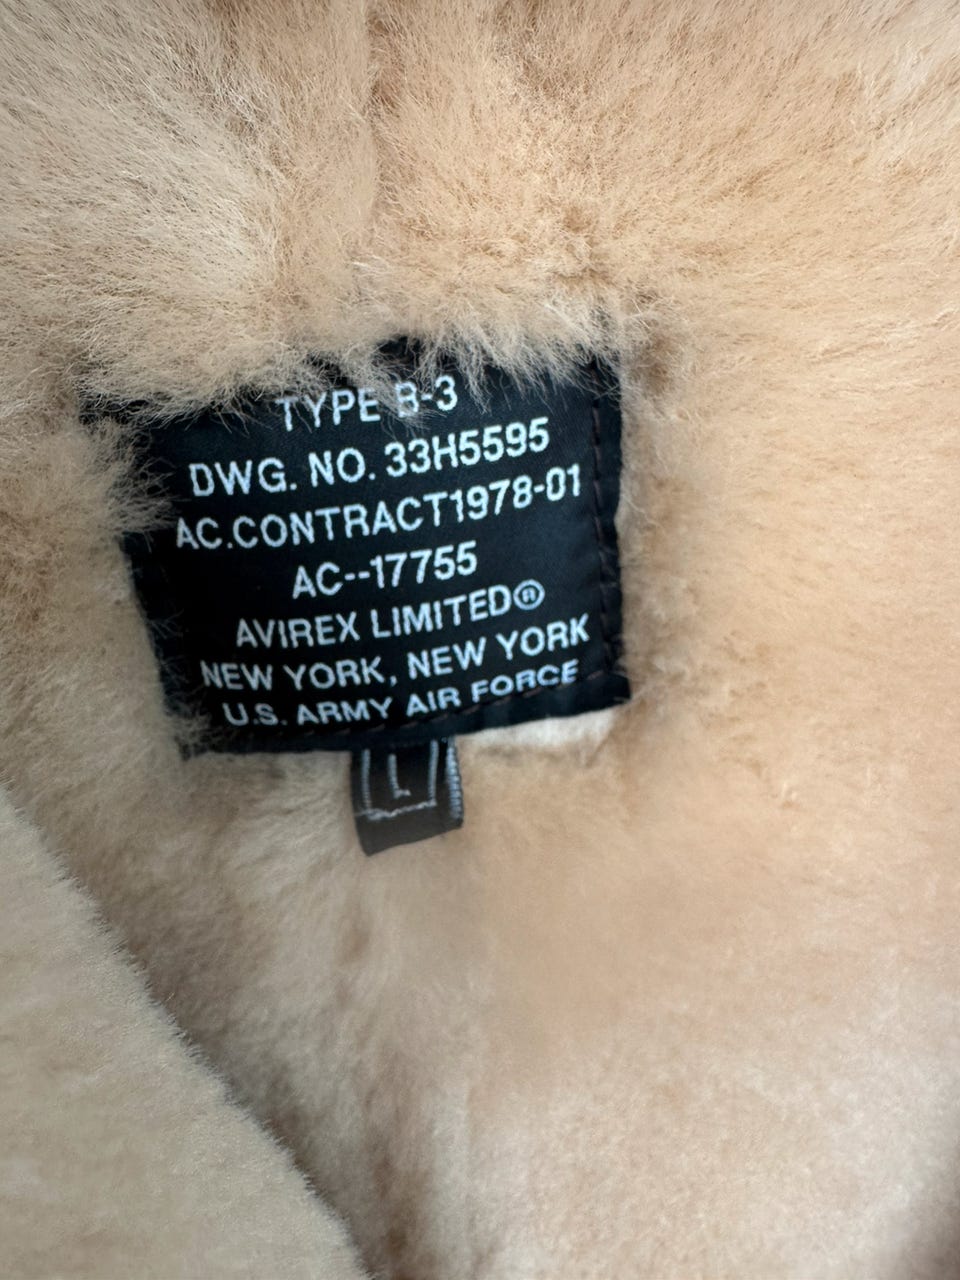 TYPE B-3
DWG. NO. 33H5595
AC.CONTRACT1978-01
AC--17755
AVIREX LIMITED®
NEW YORK, NEW YORK
U.S. ARMY AIR FORCE
L